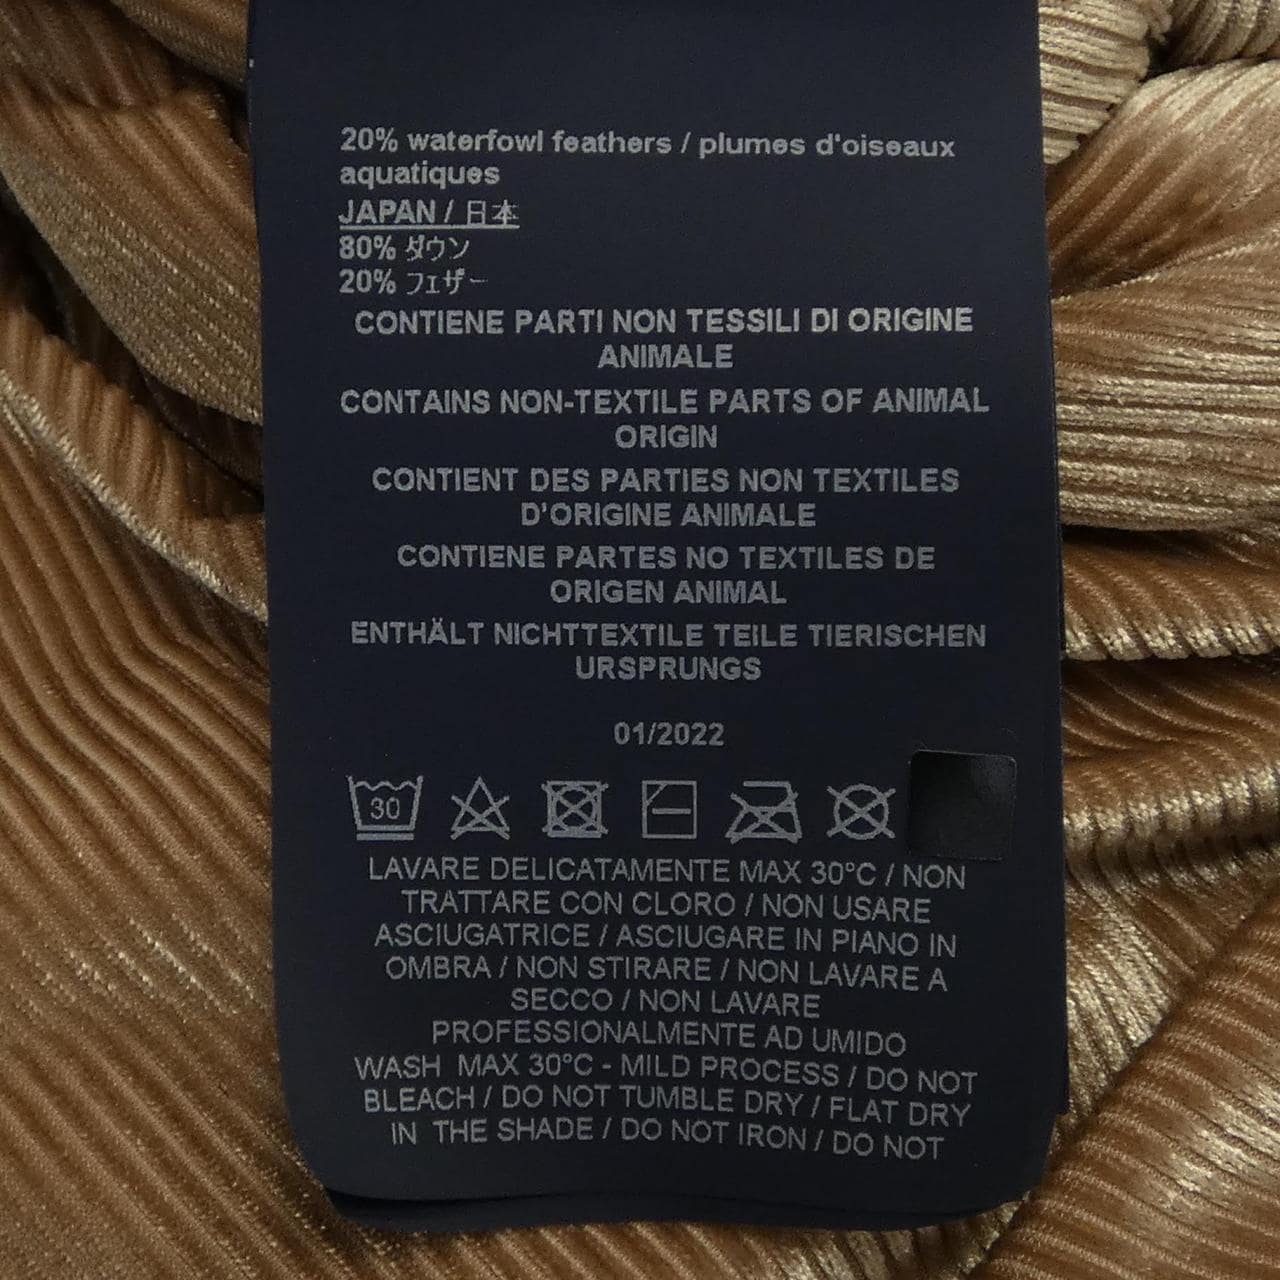 20% waterfowl feathers / plumes d'oiseaux
aquatiques
JAPAN / 日本
80% ダウン
20% フェザー
CONTIENE PARTI NON TESSILI DI ORIGINE
ANIMALE
CONTAINS NON-TEXTILE PARTS OF ANIMAL
ORIGIN
CONTIENT DES PARTIES NON TEXTILES
D'ORIGINE ANIMALE
CONTIENE PARTES NO TEXTILES DE
ORIGEN ANIMAL
ENTHÄLT NICHTTEXTILE TEILE TIERISCHEN
URSPRUNGS
01/2022
30
LAVARE DELICATAMENTE MAX 30°C / NON
TRATTARE CON CLORO / NON USARE
ASCIUGATRICE / ASCIUGARE IN PIANO IN
OMBRA / NON STIRARE / NON LAVARE A
SECCO / NON LAVARE
PROFESSIONALMENTE AD UMIDO
WASH MAX 30°C - MILD PROCESS / DO NOT
BLEACH / DO NOT TUMBLE DRY / FLAT DRY
IN THE SHADE / DO NOT IRON / DO NOT